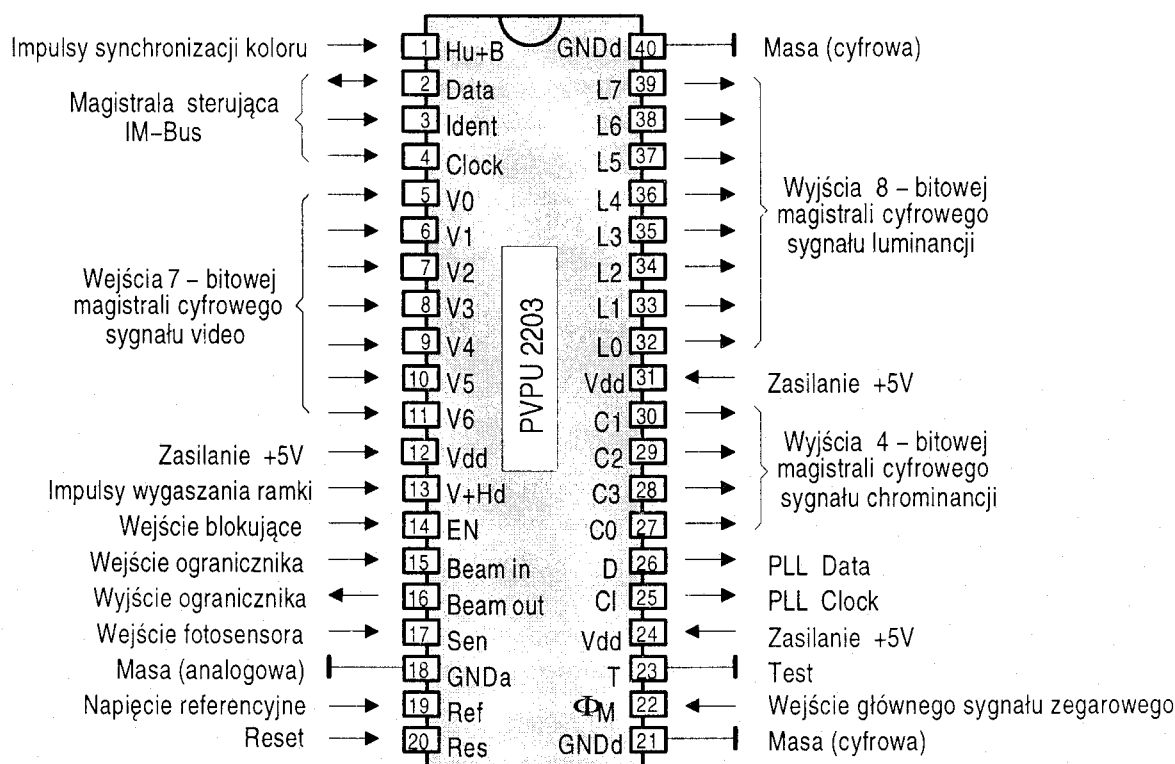 Impulsy synchronizacji koloru
Magistrala sterująca
IM–Bus
Wejścia 7 – bitowej
magistrali cyfrowego
sygnału video
Zasilanie +5V
Impulsy wygaszania ramki
Wejście blokujące
Wejście ogranicznika
Wyjście ogranicznika
Wejście fotosensora
Masa (analogowa)
Napięcie referencyjne
Reset
1 Hu+B
2 Data
3 Ident
4 Clock
5 V0
6 V1
7 V2
8 V3
9 V4
10 V5
11 V6
12 Vdd
13 V+Hd
14 EN
15 Beam in
16 Beam out
17 Sen
18 GNDa
19 Ref
20 Res
PVPU 2203
GNDd 40
L7 39
L6 38
L5 37
L4 36
L3 35
L2 34
L1 33
L0 32
Vdd 31
C1 30
C2 29
C3 28
C0 27
D 26
Cl 25
Vdd 24
T 23
ΦM 22
GNDd 21
Masa (cyfrowa)
Wyjścia 8 – bitowej
magistrali cyfrowego
sygnału luminancji
Zasilanie +5V
Wyjścia 4 – bitowej
magistrali cyfrowego
sygnału chrominancji
PLL Data
PLL Clock
Zasilanie +5V
Test
Wejście głównego sygnału zegarowego
Masa (cyfrowa)